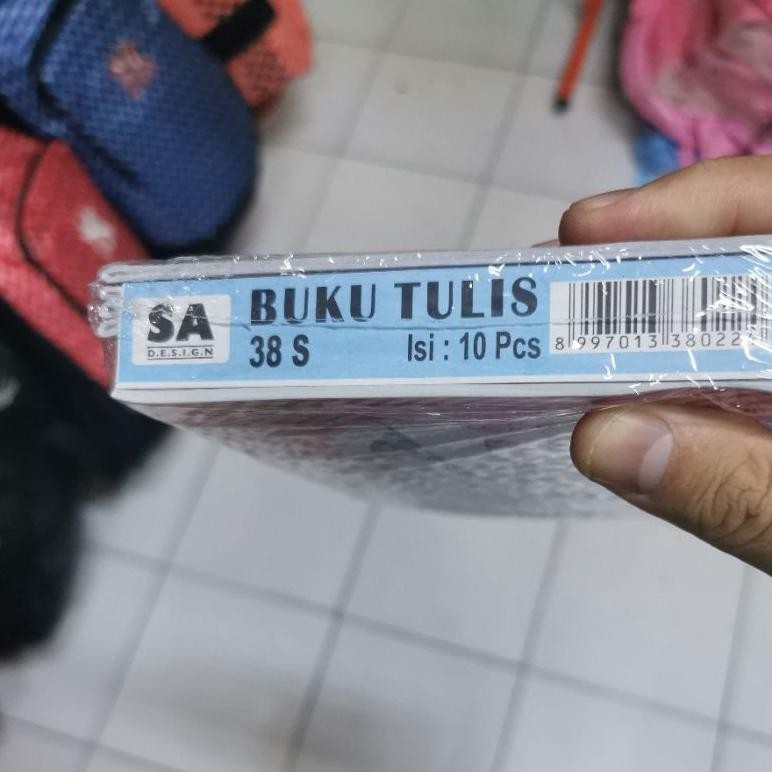 SA
D.E.S.I.G.N
BUKU TULIS
38 S
Isi : 10 Pcs
8 997013 38022